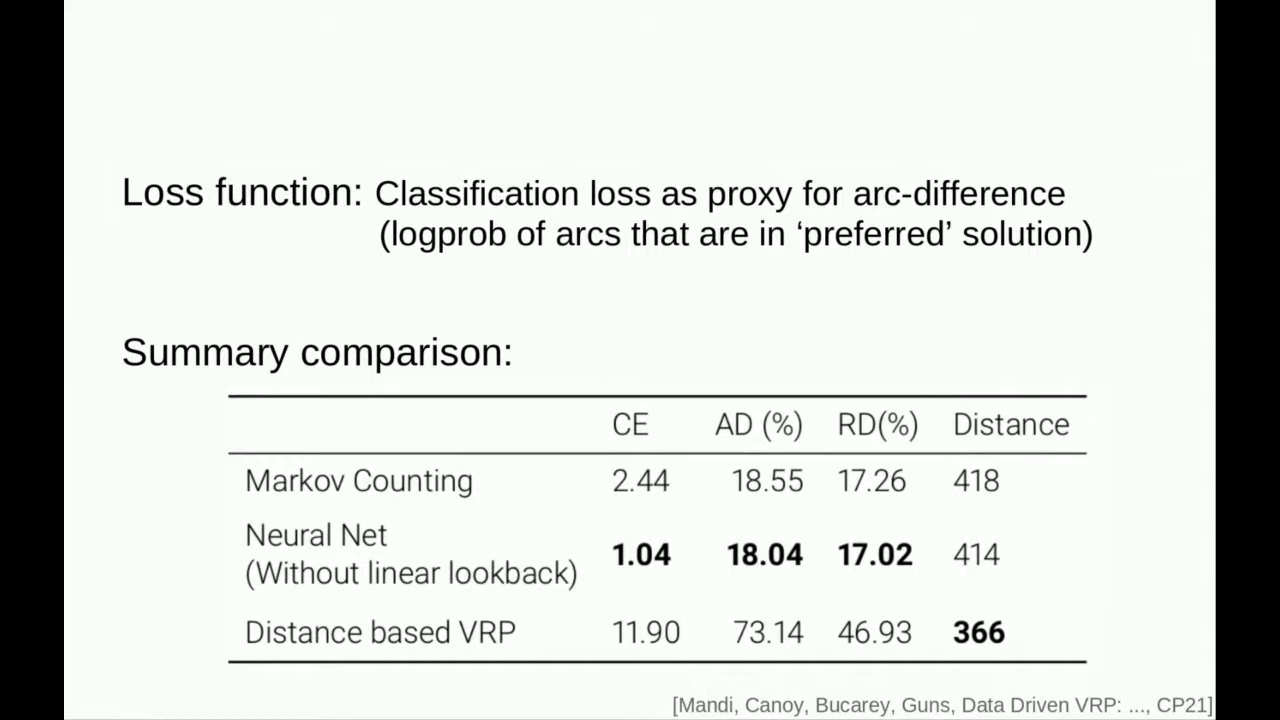 Loss function: Classification loss as proxy for arc-difference
(logprob of arcs that are in ‘preferred’ solution)
Summary comparison:
CE AD (%) RD(%) Distance
Markov Counting 2.44 18.55 17.26 418
Neural Net
(Without linear lookback) 1.04 18.04 17.02 414
Distance based VRP 11.90 73.14 46.93 366
[Mandi, Canoy, Bucarey, Guns, Data Driven VRP: ..., CP21]